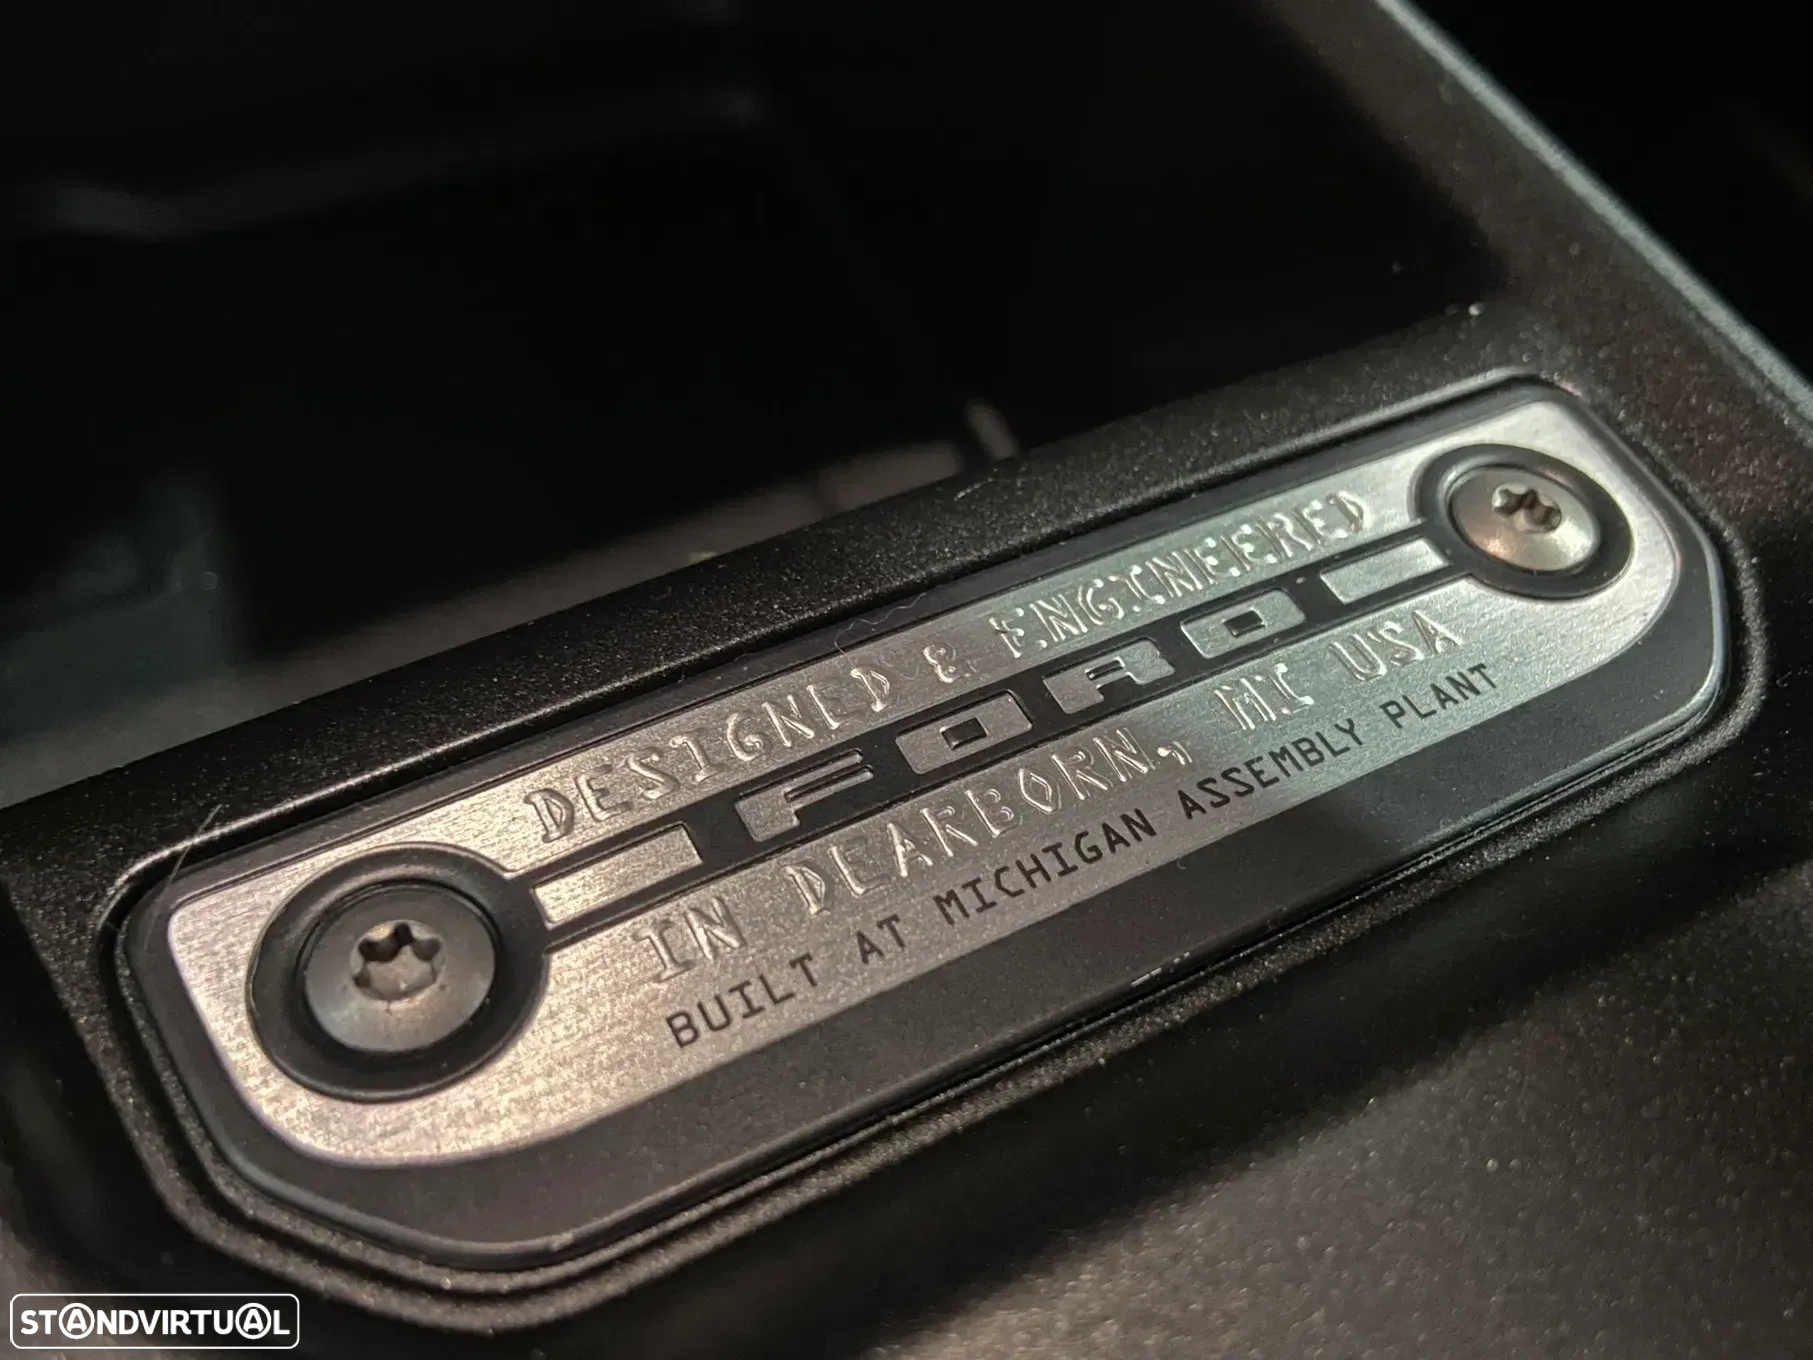 DESIGNED & ENGINEERED
FORD
IN DEARBORN, MI USA
BUILT AT MICHIGAN ASSEMBLY PLANT
STANDVIRTUAL